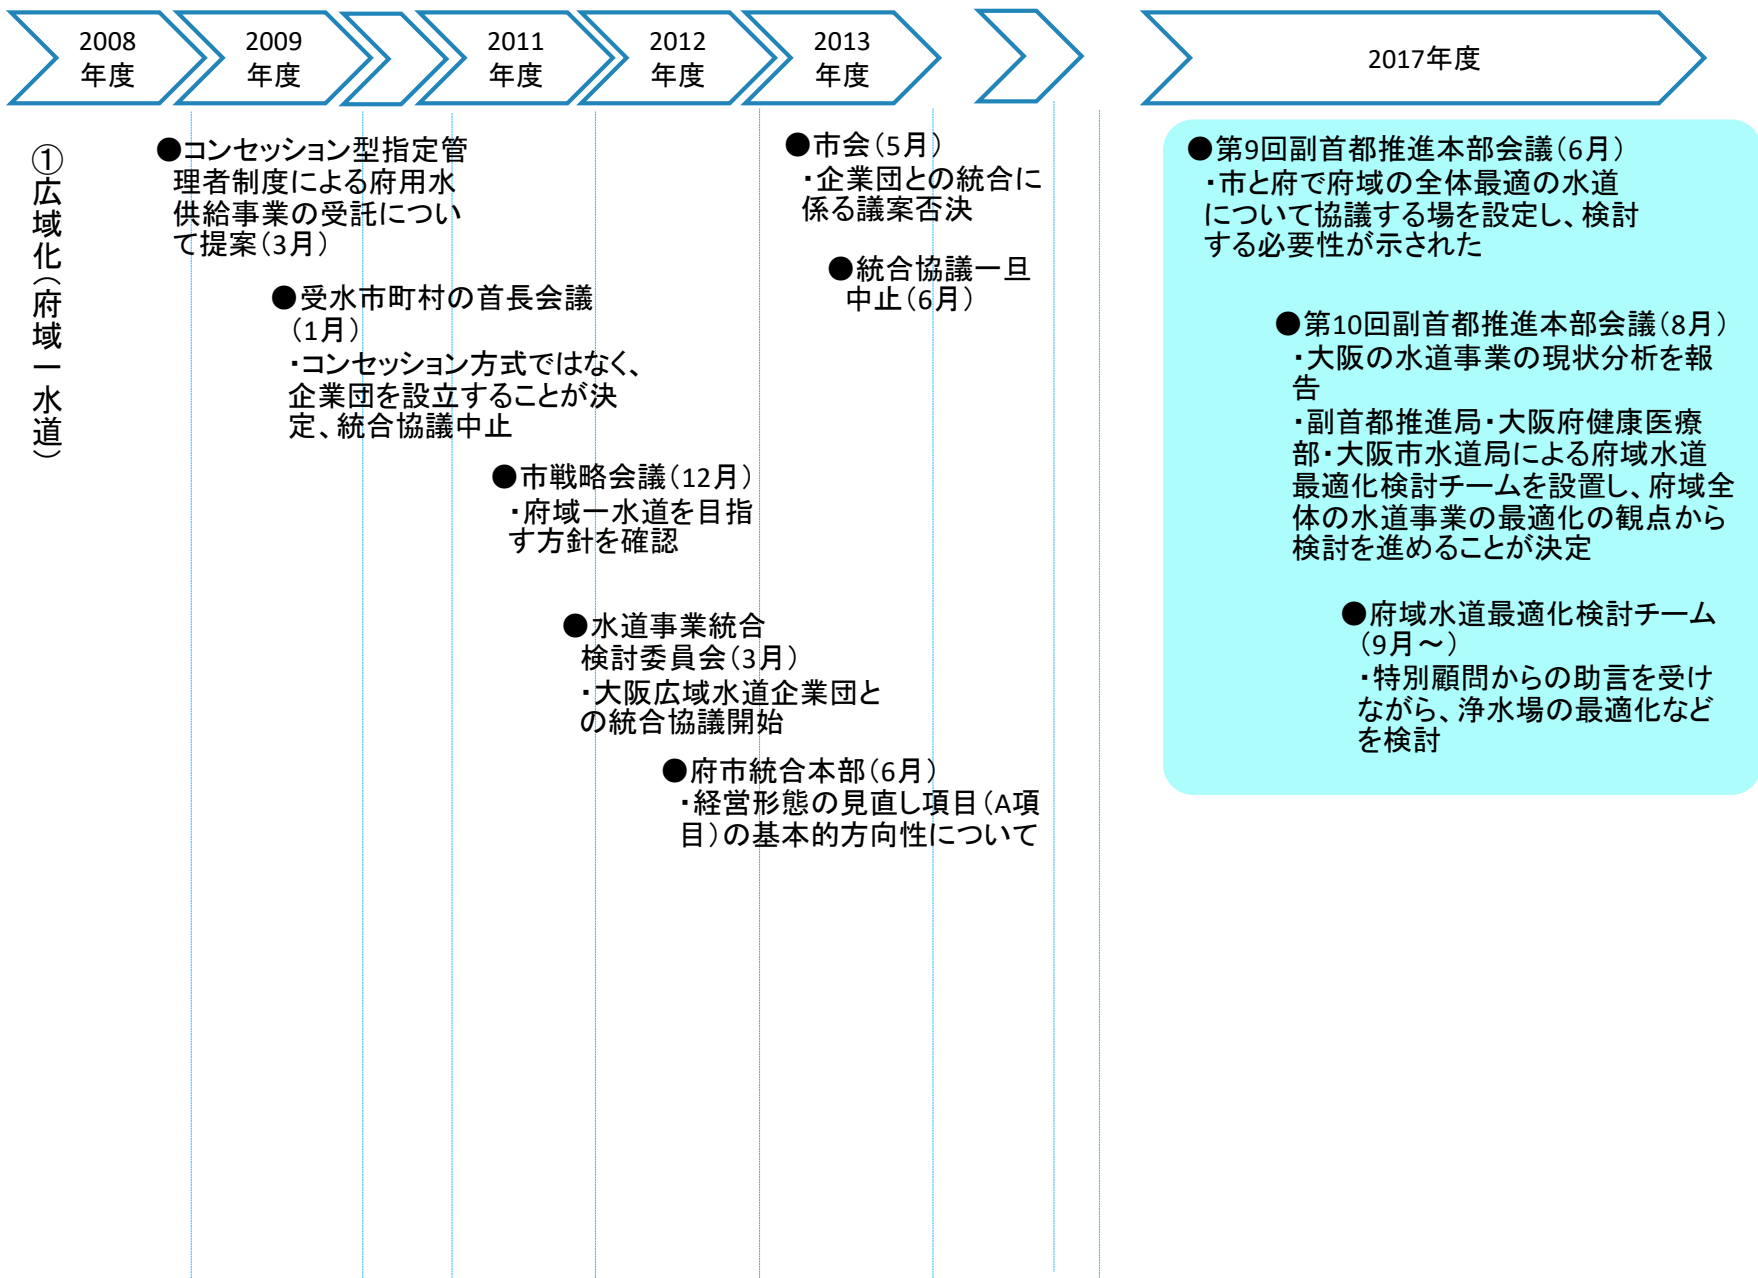 2008
年度
2009
年度
2011
年度
2012
年度
2013
年度
2017年度
①広域化（府域一水道）
●コンセッション型指定管
理者制度による府用水
供給事業の受託につい
て提案（3月）
●受水市町村の首長会議
（1月）
・コンセッション方式ではなく、
企業団を設立することが決
定、統合協議中止
●市戦略会議（12月）
・府域一水道を目指
す方針を確認
●水道事業統合
検討委員会（3月）
・大阪広域水道企業団と
の統合協議開始
●府市統合本部（6月）
・経営形態の見直し項目（A項
目）の基本的方向性について
●市会（5月）
・企業団との統合に
係る議案否決
●統合協議一旦
中止（6月）
●第9回副首都推進本部会議（6月）
・市と府で府域の全体最適の水道
について協議する場を設定し、検討
する必要性が示された
●第10回副首都推進本部会議（8月）
・大阪の水道事業の現状分析を報
告
・副首都推進局・大阪府健康医療
部・大阪市水道局による府域水道
最適化検討チームを設置し、府域全
体の水道事業の最適化の観点から
検討を進めることが決定
●府域水道最適化検討チーム
（9月～）
・特別顧問からの助言を受け
ながら、浄水場の最適化など
を検討